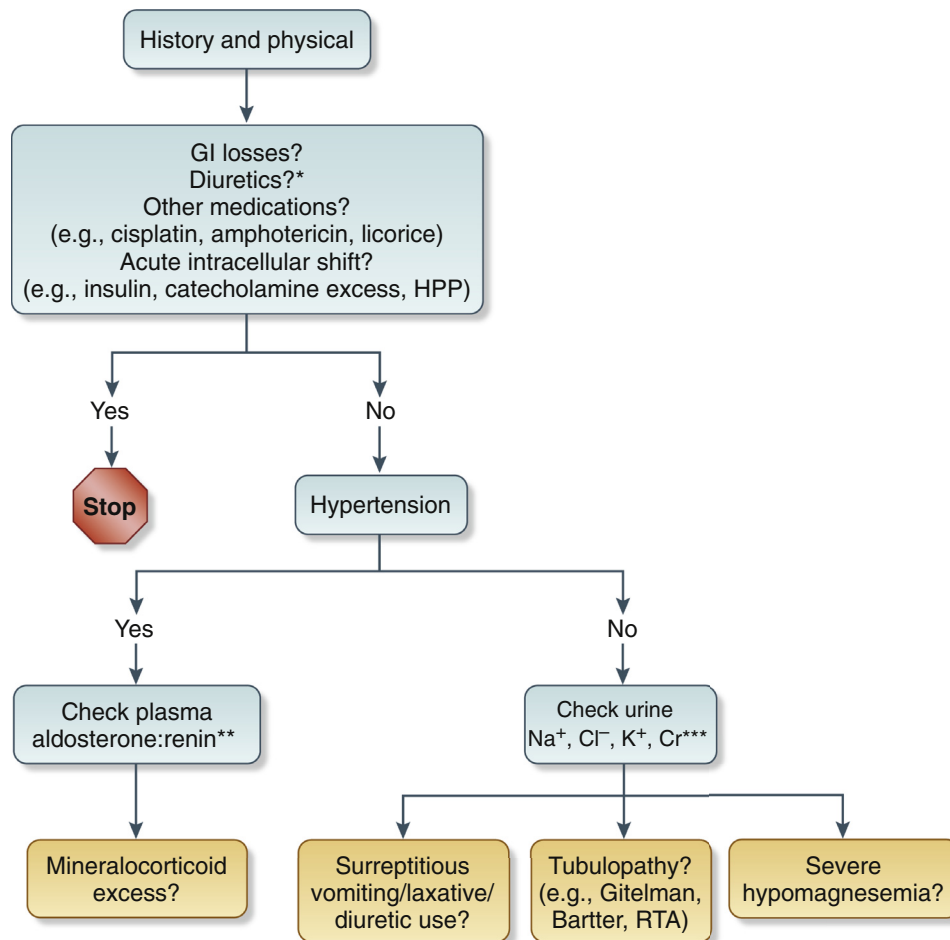 History and physical
GI losses?
Diuretics?*
Other medications?
(e.g., cisplatin, amphotericin, licorice)
Acute intracellular shift?
(e.g., insulin, catecholamine excess, HPP)
Yes
No
Stop
Hypertension
Yes
No
Check plasma
aldosterone:renin**
Check urine
Na⁺, Cl⁻, K⁺, Cr***
Mineralocorticoid
excess?
Surreptitious
vomiting/laxative/
diuretic use?
Tubulopathy?
(e.g., Gitelman,
Bartter, RTA)
Severe
hypomagnesemia?